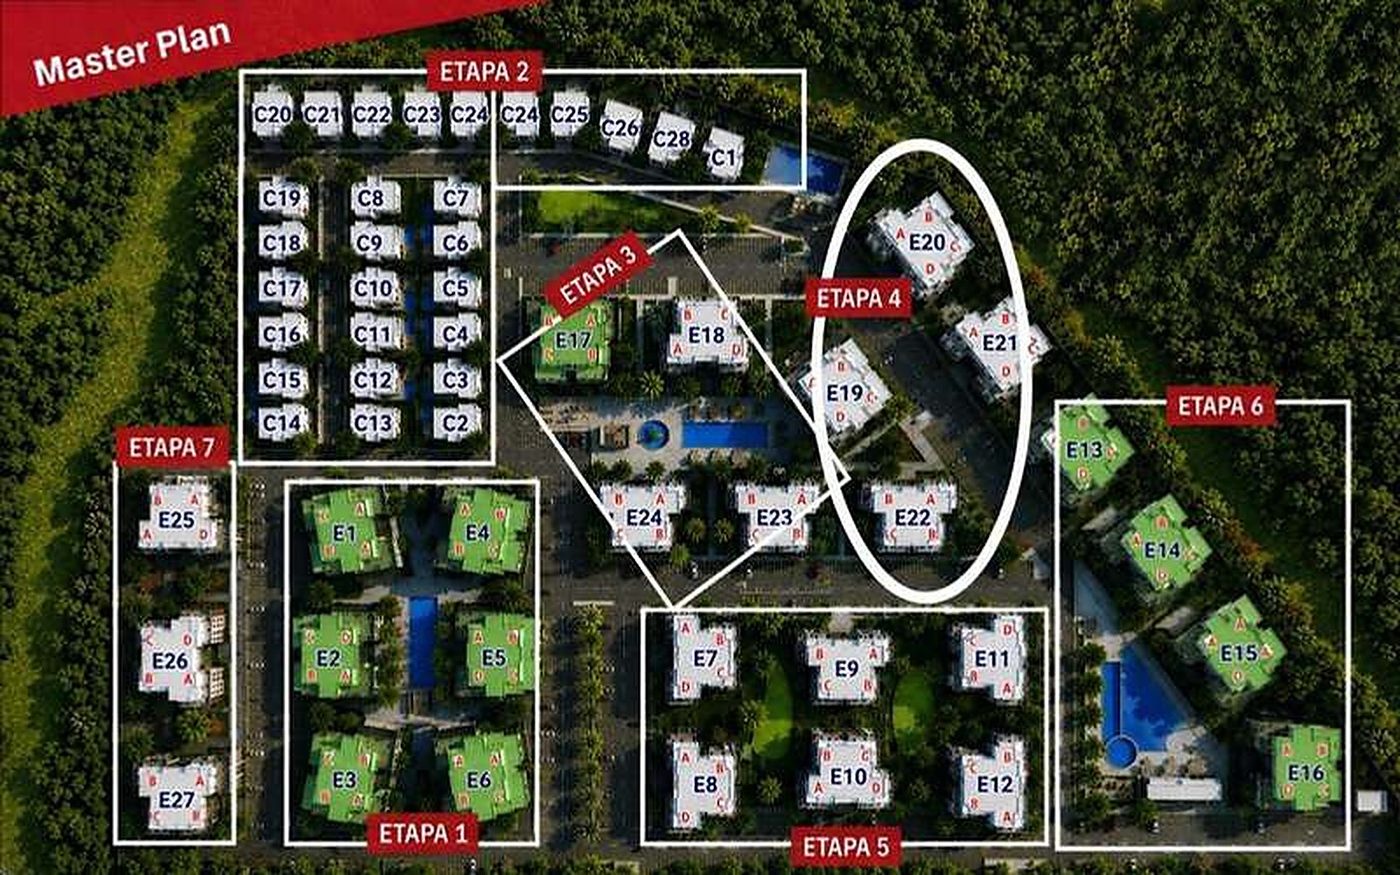 Master Plan
ETAPA 2
C20 C21 C22 C23 C24 C24 C25 C26 C28 C1
C19 C8 C7
C18 C9 C6
C17 C10 C5
C16 C11 C4
C15 C12 C3
C14 C13 C2
ETAPA 3
E17
E18
B C
A D
E24
B A
C B
E23
B A
C B
ETAPA 4
E20
B
A C
D
E21
B
A C
D
E19
B
C
D
E22
B A
C B
ETAPA 6
E13
E14
E15
E16
ETAPA 7
E25
B A
A D
E26
C D
B A
E27
B A
C B
E1
E4
E2
E5
E3
E6
ETAPA 1
E7
A
B
C
D
E9
B A
C B
E11
D
C
B
A
E8
A
B
C
D
E10
A D
E12
B
C
B
A
ETAPA 5